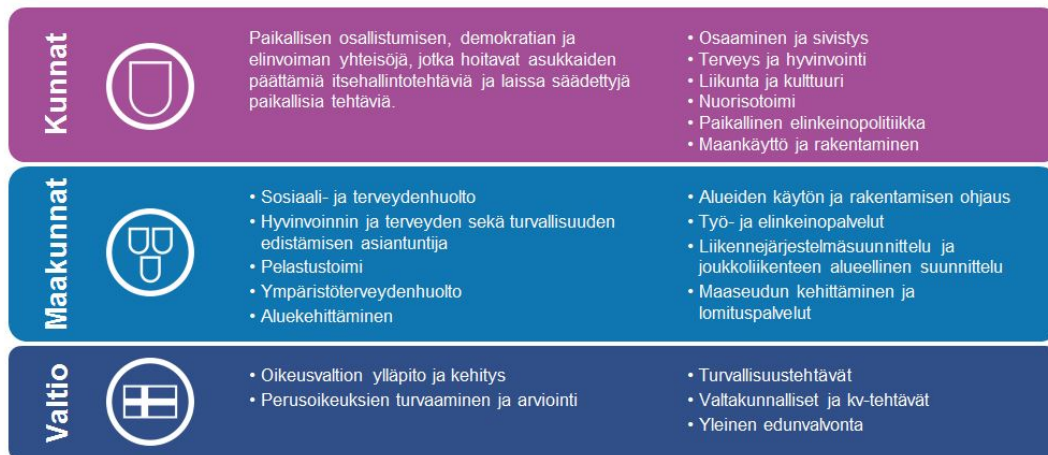 Kunnat
Paikallisen osallistumisen, demokratian ja
elinvoiman yhteisöjä, jotka hoitavat asukkaiden
päättämiä itsehallintotehtäviä ja laissa säädettyjä
paikallisia tehtäviä.
• Osaaminen ja sivistys
• Terveys ja hyvinvointi
• Liikunta ja kulttuuri
• Nuorisotoimi
• Paikallinen elinkeinopolitiikka
• Maankäyttö ja rakentaminen
Maakunnat
• Sosiaali- ja terveydenhuolto
• Hyvinvoinnin ja terveyden sekä turvallisuuden
edistämisen asiantuntija
• Pelastustoimi
• Ympäristöterveydenhuolto
• Aluekehittäminen
• Alueiden käytön ja rakentamisen ohjaus
• Työ- ja elinkeinopalvelut
• Liikennejärjestelmäsuunnittelu ja
joukkoliikenteen alueellinen suunnittelu
• Maaseudun kehittäminen ja
lomituspalvelut
Valtio
• Oikeusvaltion ylläpito ja kehitys
• Perusoikeuksien turvaaminen ja arviointi
• Turvallisuustehtävät
• Valtakunnalliset ja kv-tehtävät
• Yleinen edunvalvonta